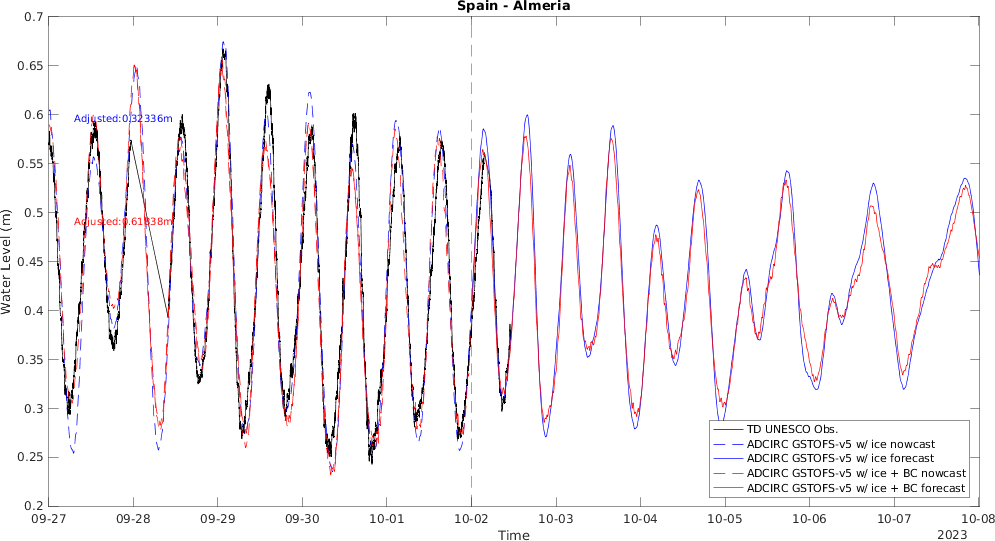 Spain - Almeria
0.7
0.65
0.6
0.55
0.5
0.45
0.4
0.35
0.3
0.25
0.2
Water Level (m)
Adjusted:0.32336m
Adjusted:0.61938m
TD UNESCO Obs.
ADCIRC GSTOFS-v5 w/ ice nowcast
ADCIRC GSTOFS-v5 w/ ice forecast
ADCIRC GSTOFS-v5 w/ ice + BC nowcast
ADCIRC GSTOFS-v5 w/ ice + BC forecast
09-27 09-28 09-29 09-30 10-01 10-02 10-03 10-04 10-05 10-06 10-07 10-08
Time
2023